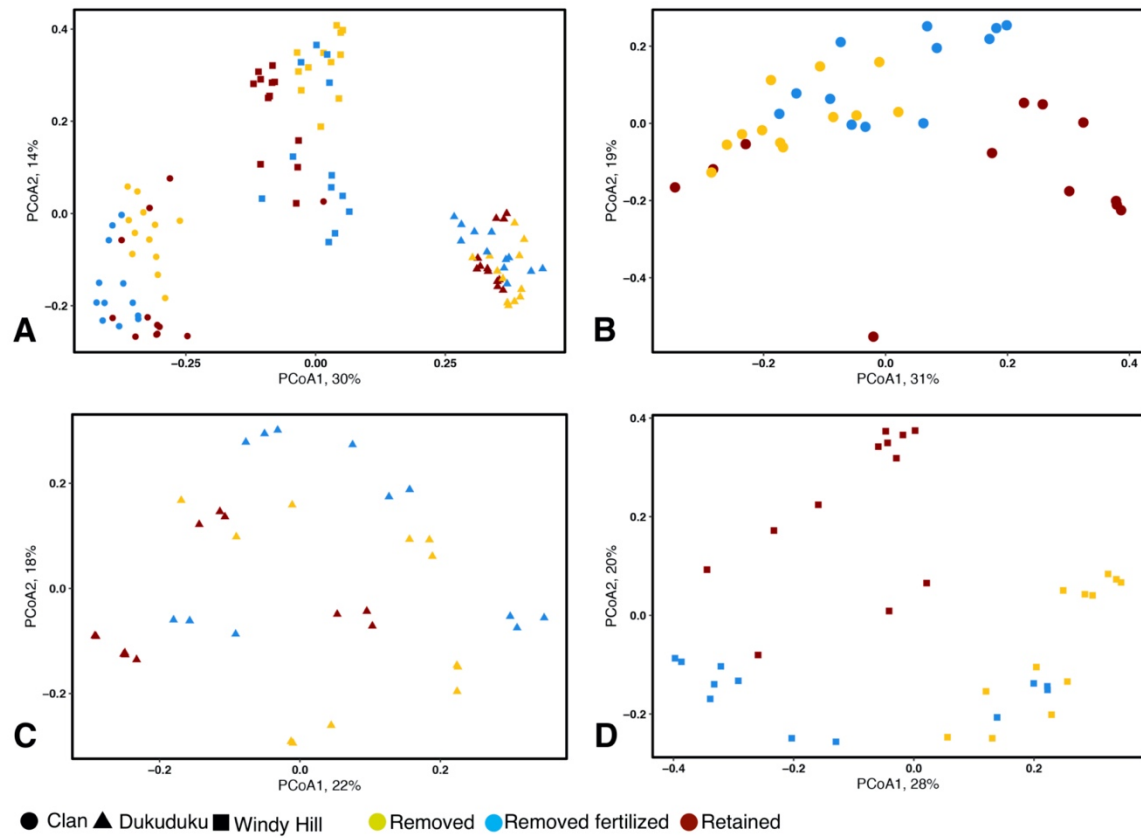 0.4
0.2
0.0
−0.2
PCoA2, 14%
A
−0.25
0.00
0.25
PCoA1, 30%
0.2
0.0
−0.2
−0.4
PCoA2, 19%
B
−0.2
0.0
0.2
0.4
PCoA1, 31%
0.2
0.0
−0.2
PCoA2, 18%
C
−0.2
0.0
0.2
PCoA1, 22%
0.4
0.2
0.0
−0.2
PCoA2, 20%
D
−0.4
−0.2
0.0
0.2
PCoA1, 28%
Clan Dukuduku Windy Hill Removed Removed fertilized Retained